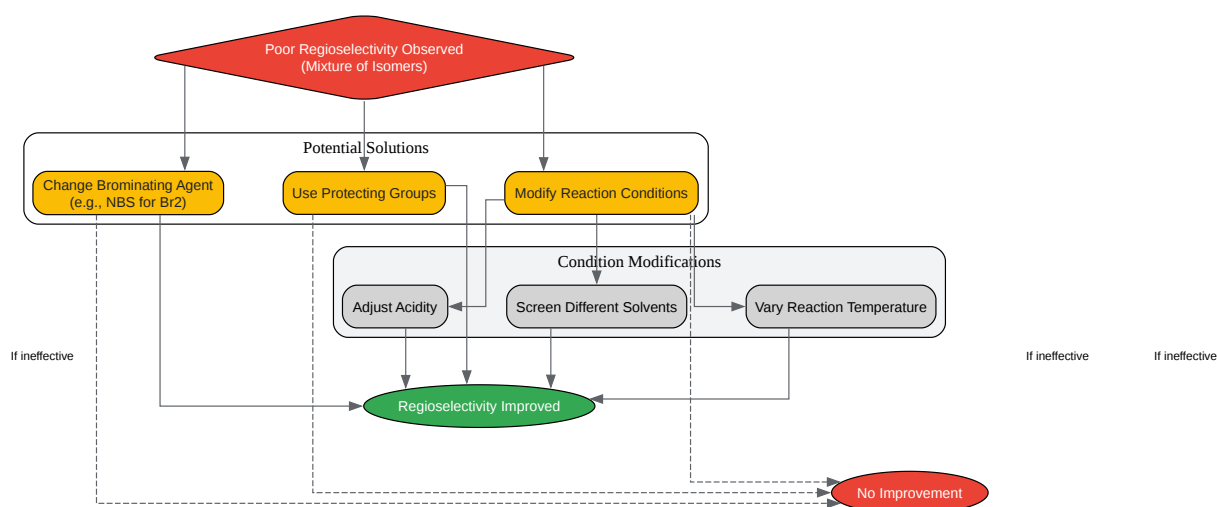 Poor Regioselectivity Observed
(Mixture of Isomers)
Potential Solutions
Change Brominating Agent
(e.g., NBS for Br2)
Use Protecting Groups
Modify Reaction Conditions
Condition Modifications
Adjust Acidity
Screen Different Solvents
Vary Reaction Temperature
If ineffective
If ineffective
If ineffective
Regioselectivity Improved
No Improvement